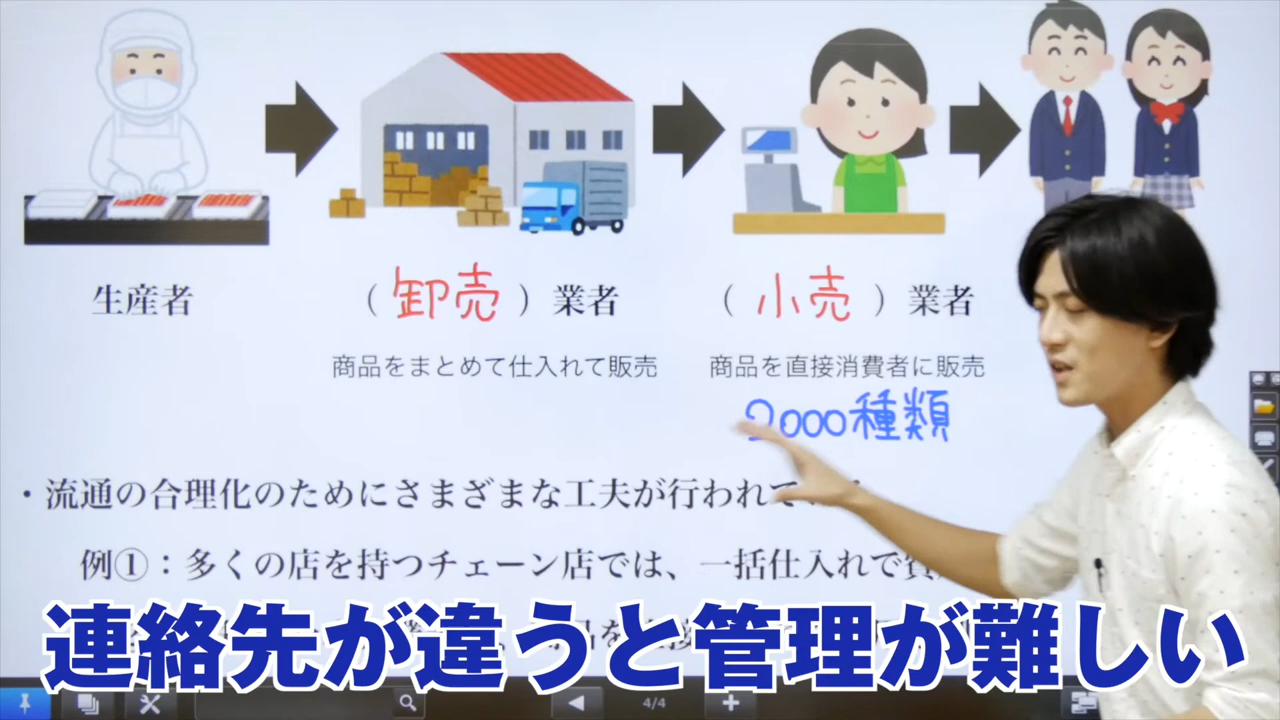 生産者
（卸売）業者
（小売）業者
商品をまとめて仕入れて販売
商品を直接消費者に販売
2000種類
・流通の合理化のためにさまざまな工夫が行われて
例①：多くの店を持つチェーン店では、一括仕入れで
連絡先が違うと管理が難しい
4/4